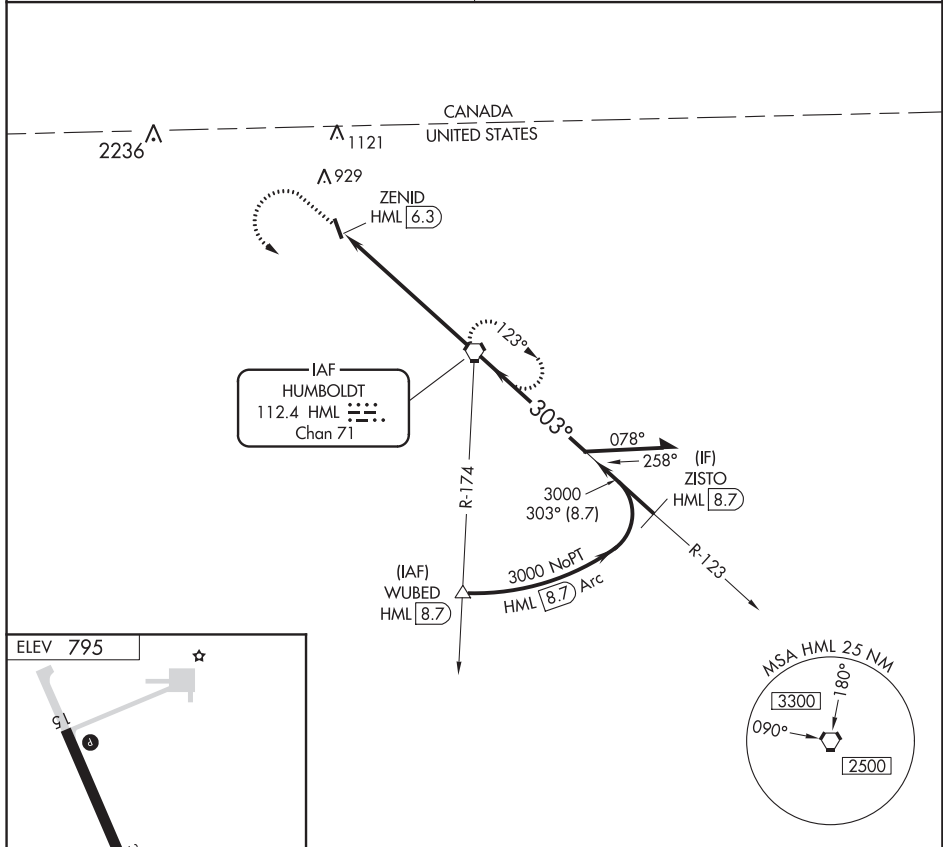 CANADA
UNITED STATES
2236
1121
929
ZENID
HML 6.3
IAF
HUMBOLDT
112.4 HML
Chan 71
123°
303°
078°
258°
(IF)
ZISTO
HML 8.7
3000
303° (8.7)
R-174
R-123
3000 NoPT
HML 8.7 Arc
(IAF)
WUBED
HML 8.7
ELEV 795
15
P
MSA HML 25 NM
3300
180°
090°
2500